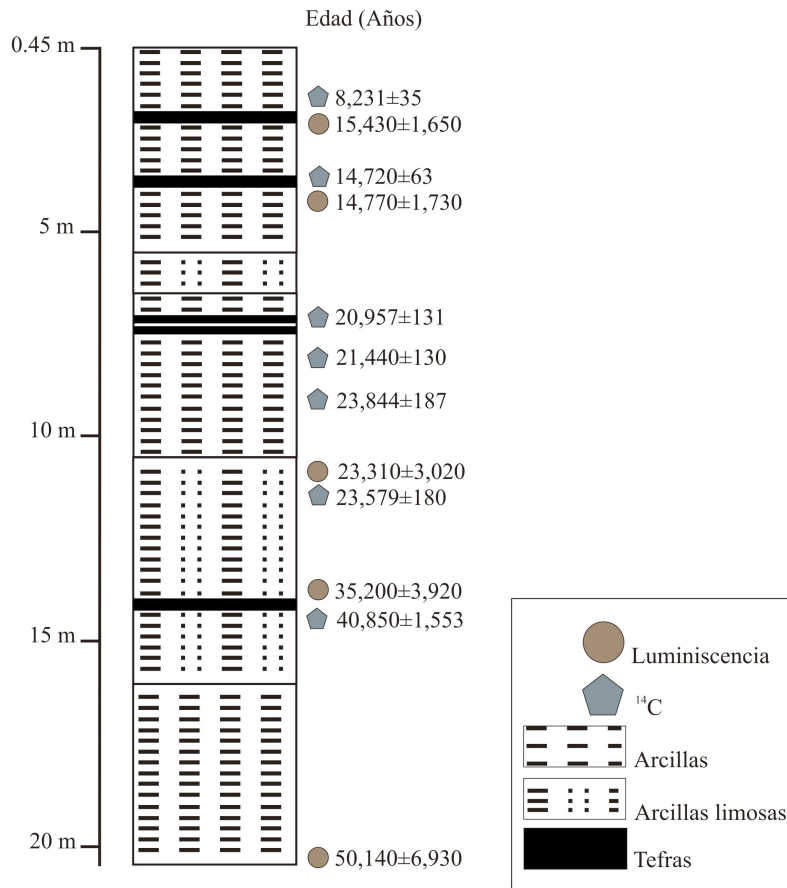 Edad (Años)
0.45 m
8,231±35
15,430±1,650
14,720±63
14,770±1,730
5 m
20,957±131
21,440±130
23,844±187
10 m
23,310±3,020
23,579±180
35,200±3,920
40,850±1,553
15 m
20 m
50,140±6,930
Luminiscencia
¹⁴C
Arcillas
Arcillas limosas
Tefras